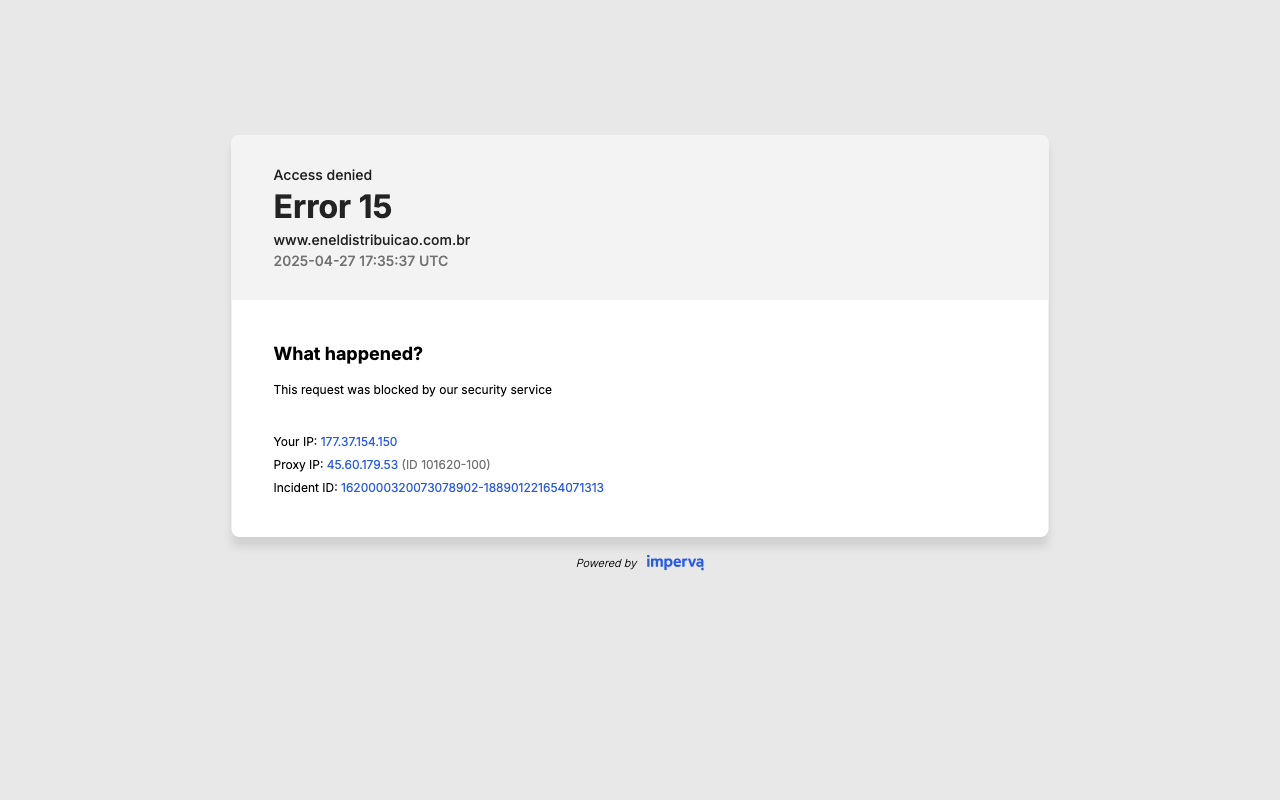 Access denied
Error 15
www.eneldistribuicao.com.br
2025-04-27 17:35:37 UTC
What happened?
This request was blocked by our security service
Your IP: 177.37.154.150
Proxy IP: 45.60.179.53 (ID 101620-100)
Incident ID: 1620000320073078902-188901221654071313
Powered by imperva